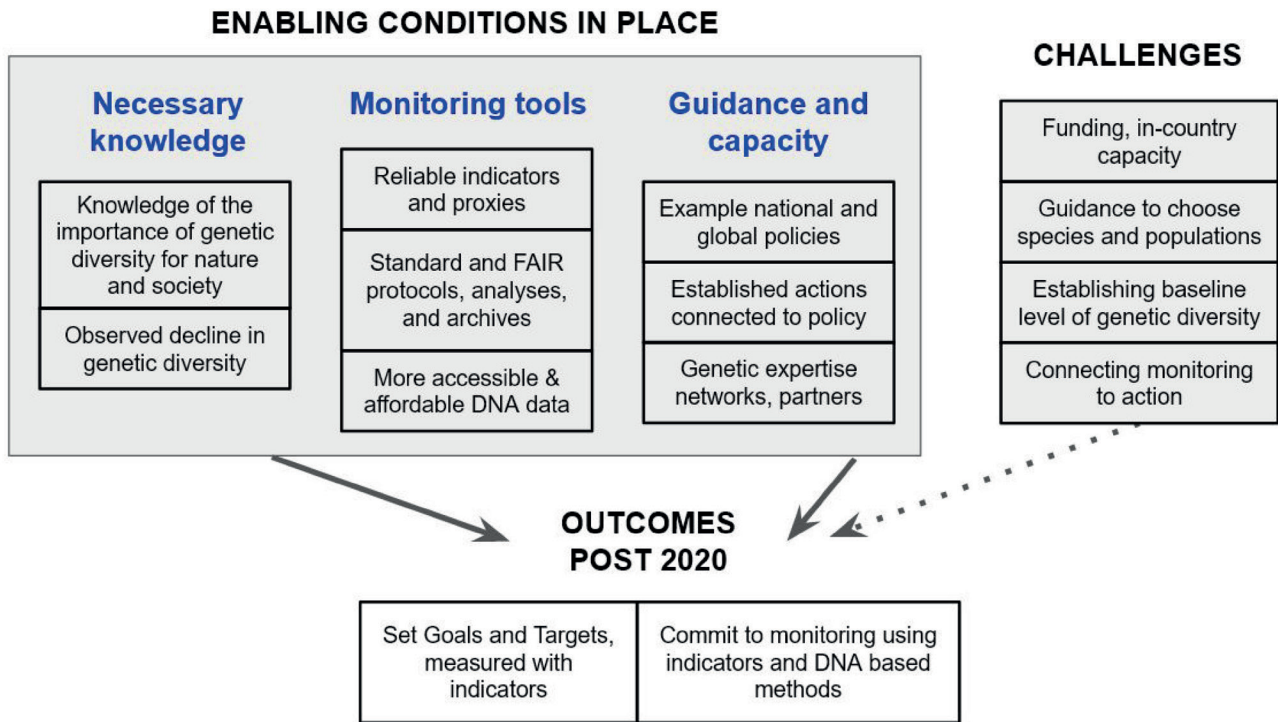 ENABLING CONDITIONS IN PLACE
Necessary
knowledge
Knowledge of the
importance of genetic
diversity for nature
and society
Observed decline in
genetic diversity
Monitoring tools
Reliable indicators
and proxies
Standard and FAIR
protocols, analyses,
and archives
More accessible &
affordable DNA data
Guidance and
capacity
Example national and
global policies
Established actions
connected to policy
Genetic expertise
networks, partners
CHALLENGES
Funding, in-country
capacity
Guidance to choose
species and populations
Establishing baseline
level of genetic diversity
Connecting monitoring
to action
OUTCOMES
POST 2020
Set Goals and Targets,
measured with
indicators
Commit to monitoring using
indicators and DNA based
methods